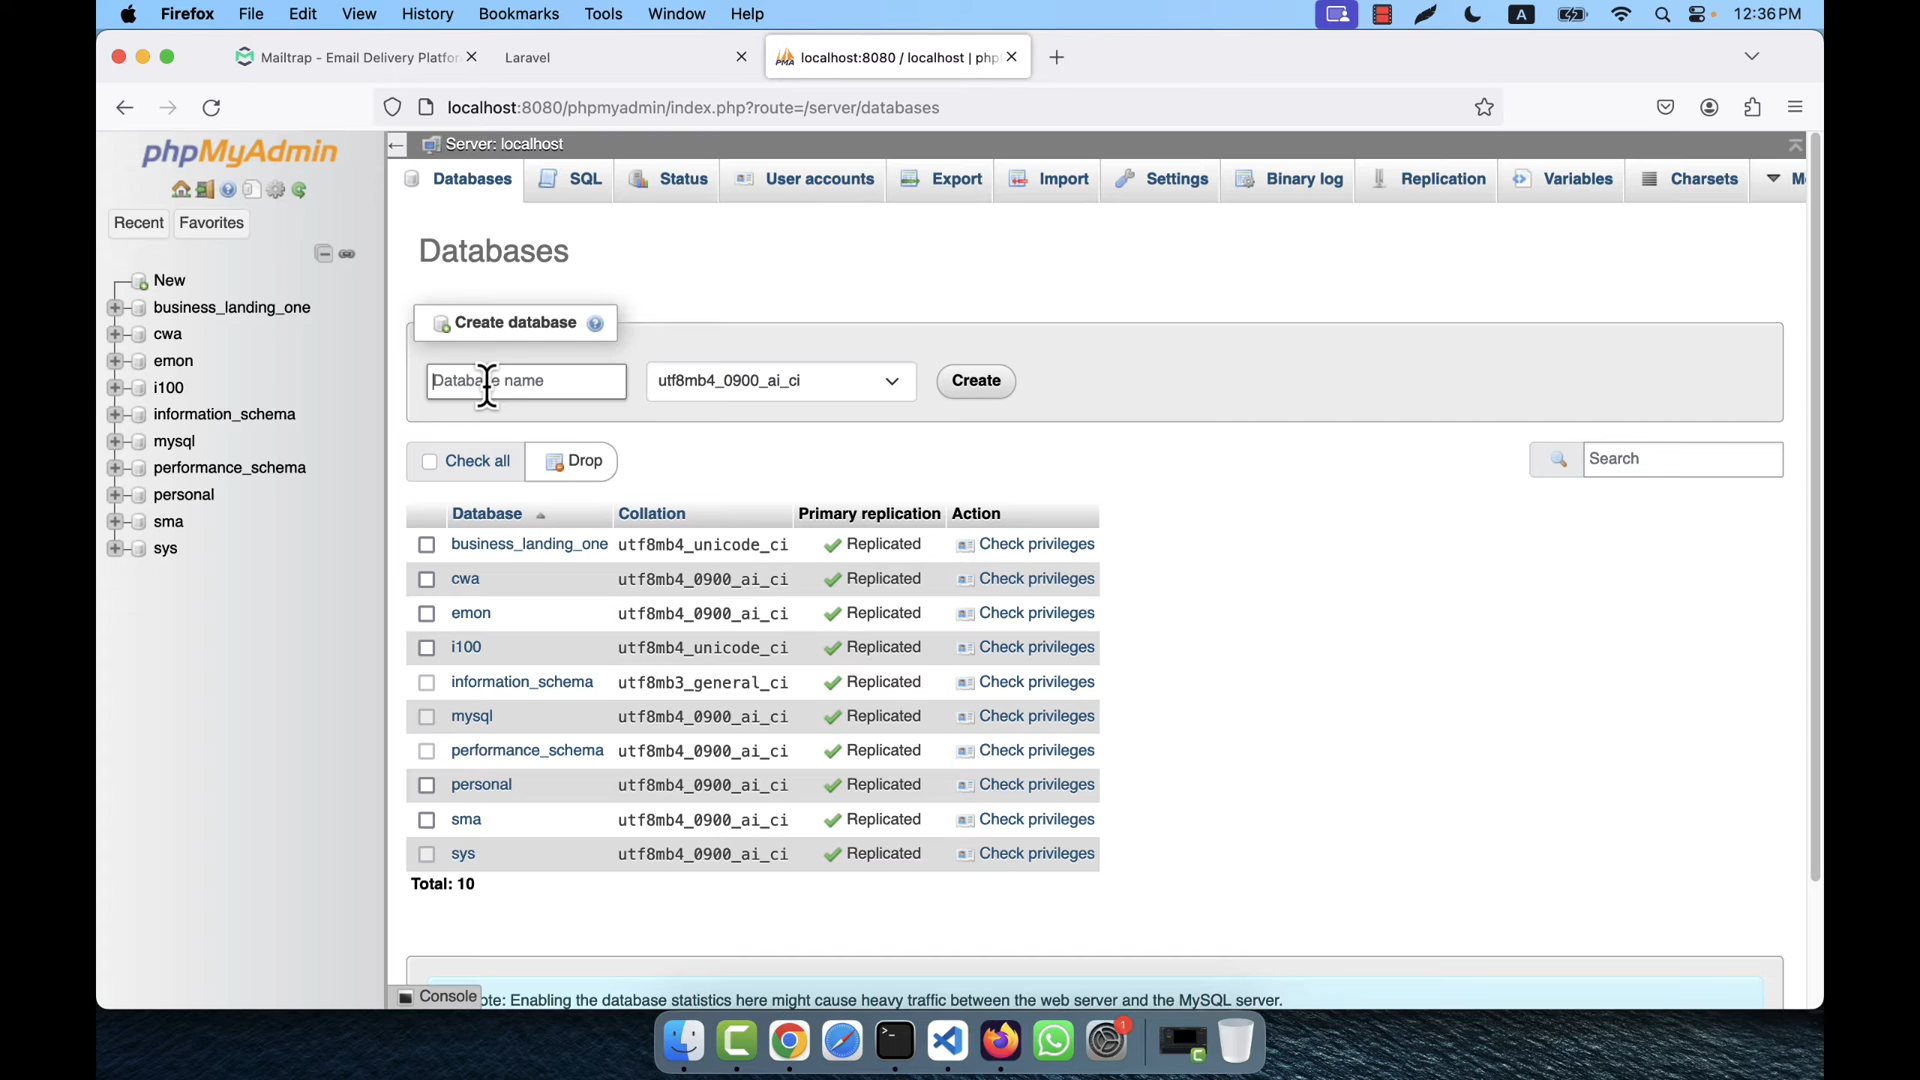 Firefox File Edit View History Bookmarks Tools Window Help A 12:36 PM
Mailtrap - Email Delivery Platfor Laravel PMA localhost:8080 / localhost | php
localhost:8080/phpmyadmin/index.php?route=/server/databases
phpMyAdmin
Recent Favorites
New
business_landing_one
cwa
emon
i100
information_schema
mysql
performance_schema
personal
sma
sys
Server: localhost
Databases SQL Status User accounts Export Import Settings Binary log Replication Variables Charsets M
Databases
Create database
Database name utf8mb4_0900_ai_ci Create
Check all Drop Search
Database Collation Primary replication Action
business_landing_one utf8mb4_unicode_ci Replicated Check privileges
cwa utf8mb4_0900_ai_ci Replicated Check privileges
emon utf8mb4_0900_ai_ci Replicated Check privileges
i100 utf8mb4_unicode_ci Replicated Check privileges
information_schema utf8mb3_general_ci Replicated Check privileges
mysql utf8mb4_0900_ai_ci Replicated Check privileges
performance_schema utf8mb4_0900_ai_ci Replicated Check privileges
personal utf8mb4_0900_ai_ci Replicated Check privileges
sma utf8mb4_0900_ai_ci Replicated Check privileges
sys utf8mb4_0900_ai_ci Replicated Check privileges
Total: 10
Console ote: Enabling the database statistics here might cause heavy traffic between the web server and the MySQL server.
1